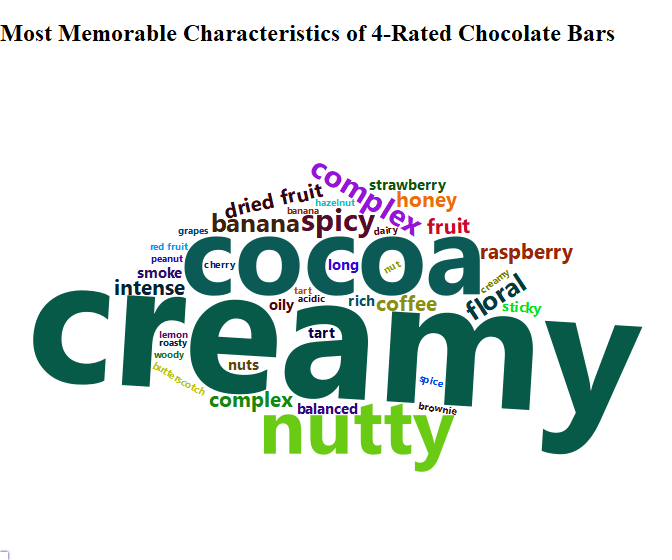 Most Memorable Characteristics of 4-Rated Chocolate Bars
complex
strawberry
dried fruit
hazelnut
honey
banana
banana
spicy
dairy
fruit
grapes
red fruit
cocoa
raspberry
peanut
cherry
long
nut
smoke
creamy
intense
tart
floral
oily
acidic
rich
coffee
sticky
creamy
lemon
tart
roasty
woody
nuts
butterscotch
spice
complex
balanced
brownie
nutty